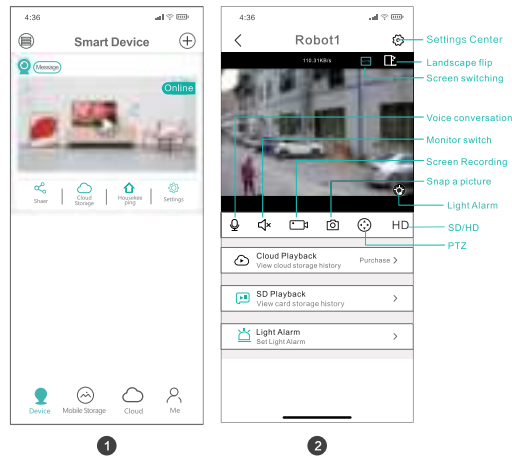 4:36
Smart Device
Message
Online
Shaer
Cloud
Storage
Housekee
ping
Settings
Device
Mobile Storage
Cloud
Me
1
4:36
Robot1
Settings Center
110.31KB/s
Landscape flip
Screen switching
Voice conversation
Monitor switch
Screen Recording
Snap a picture
Light Alarm
HD
SD/HD
PTZ
Cloud Playback
View cloud storage history
Purchase >
SD Playback
View card storage history
>
Light Alarm
Set Light Alarm
>
2